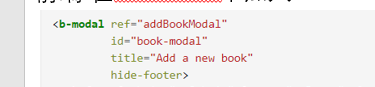 <b-modal ref="addBookModal"
id="book-modal"
title="Add a new book"
hide-footer>